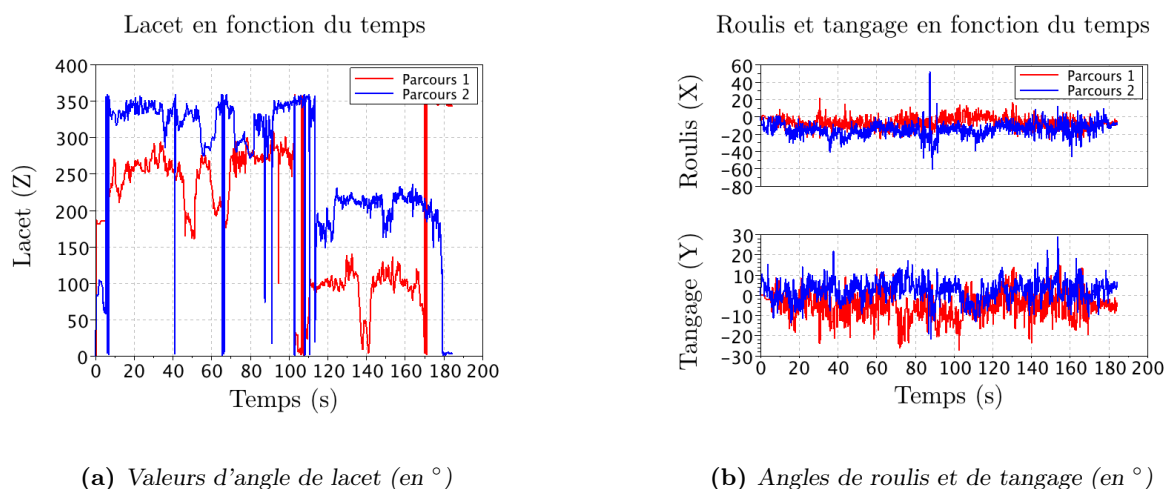 Lacet en fonction du temps
400
350
300
250
200
150
100
50
0
Lacet (Z)
Parcours 1
Parcours 2
0 20 40 60 80 100 120 140 160 180 200
Temps (s)
(a) Valeurs d'angle de lacet (en °)
Roulis et tangage en fonction du temps
60
40
20
0
−20
−40
−60
−80
Roulis (X)
Parcours 1
Parcours 2
30
20
10
0
−10
−20
−30
Tangage (Y)
0 20 40 60 80 100 120 140 160 180 200
Temps (s)
(b) Angles de roulis et de tangage (en °)